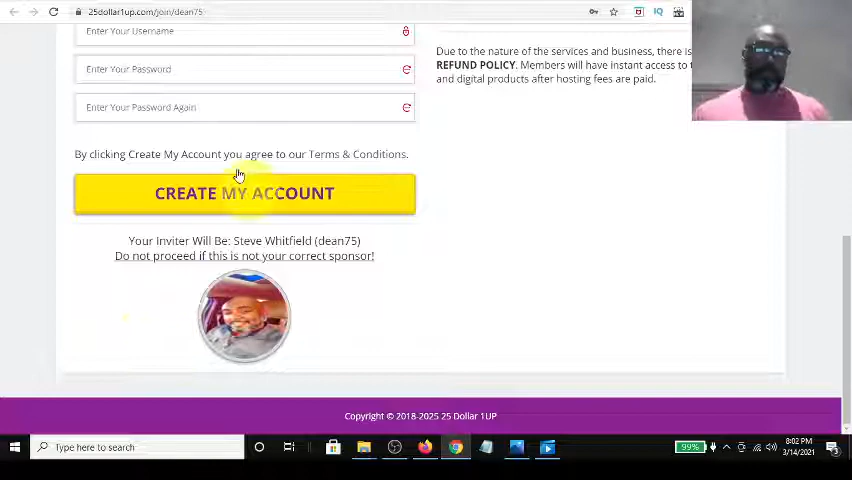 25dollar1up.com/join/dean75
Enter Your Username
Enter Your Password
Enter Your Password Again
By clicking Create My Account you agree to our Terms & Conditions.
CREATE MY ACCOUNT
Your Inviter Will Be: Steve Whitfield (dean75)
Do not proceed if this is not your correct sponsor!
Due to the nature of the services and business, there is
REFUND POLICY. Members will have instant access to
and digital products after hosting fees are paid.
IQ
Copyright © 2018-2025 25 Dollar 1UP
Type here to search
99%
8:02 PM
3/14/2021